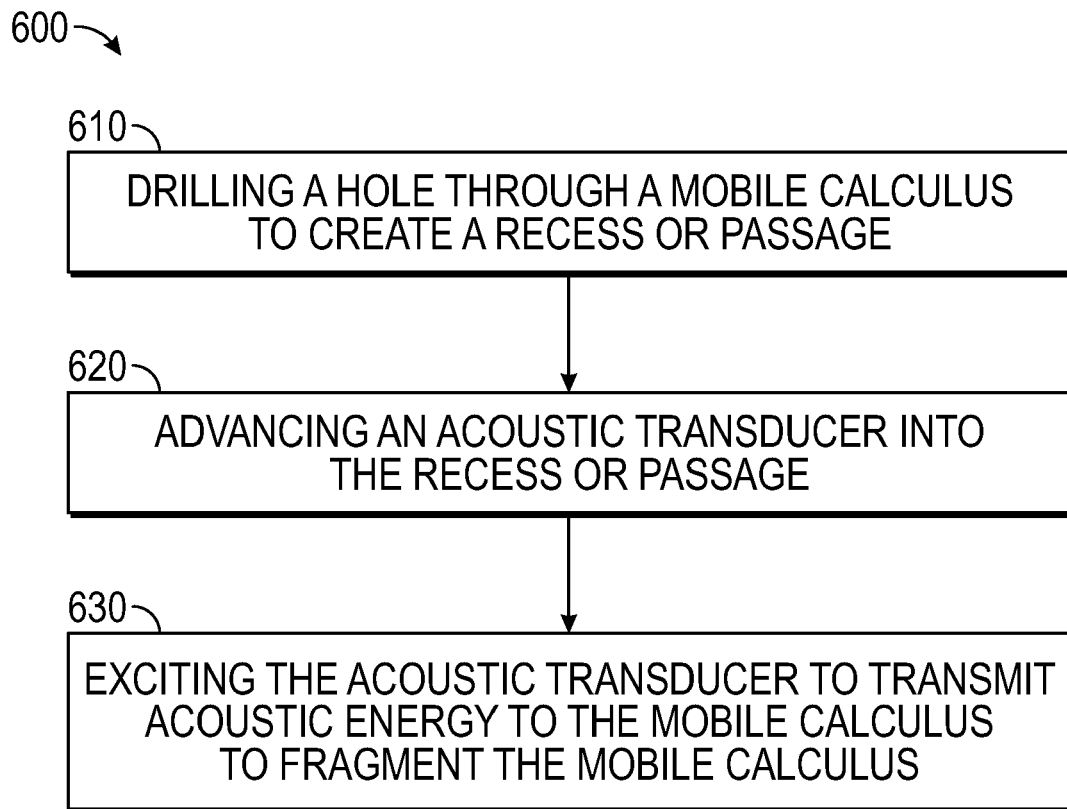 600
610
DRILLING A HOLE THROUGH A MOBILE CALCULUS
TO CREATE A RECESS OR PASSAGE
620
ADVANCING AN ACOUSTIC TRANSDUCER INTO
THE RECESS OR PASSAGE
630
EXCITING THE ACOUSTIC TRANSDUCER TO TRANSMIT
ACOUSTIC ENERGY TO THE MOBILE CALCULUS
TO FRAGMENT THE MOBILE CALCULUS